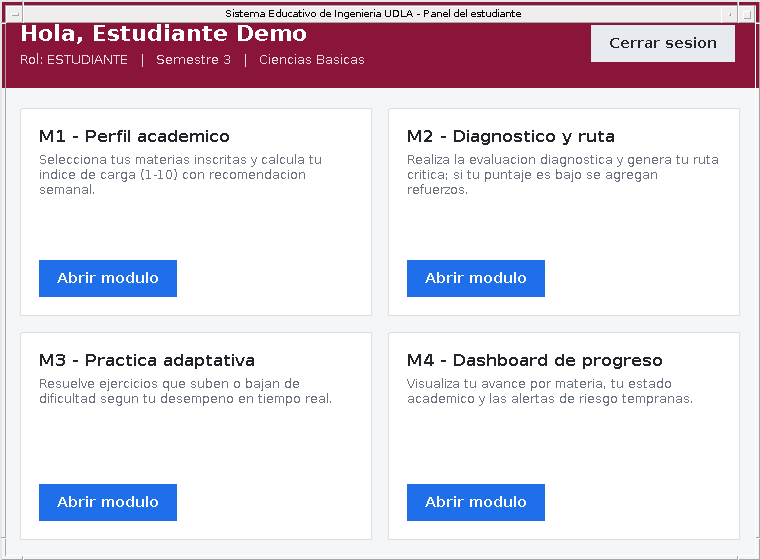 Sistema Educativo de Ingenieria UDLA - Panel del estudiante
Hola, Estudiante Demo
Cerrar sesion
Rol: ESTUDIANTE | Semestre 3 | Ciencias Basicas
M1 - Perfil academico
Selecciona tus materias inscritas y calcula tu
indice de carga (1-10) con recomendacion
semanal.
Abrir modulo
M2 - Diagnostico y ruta
Realiza la evaluacion diagnostica y genera tu ruta
critica; si tu puntaje es bajo se agregan
refuerzos.
Abrir modulo
M3 - Practica adaptativa
Resuelve ejercicios que suben o bajan de
dificultad segun tu desempeno en tiempo real.
Abrir modulo
M4 - Dashboard de progreso
Visualiza tu avance por materia, tu estado
academico y las alertas de riesgo tempranas.
Abrir modulo